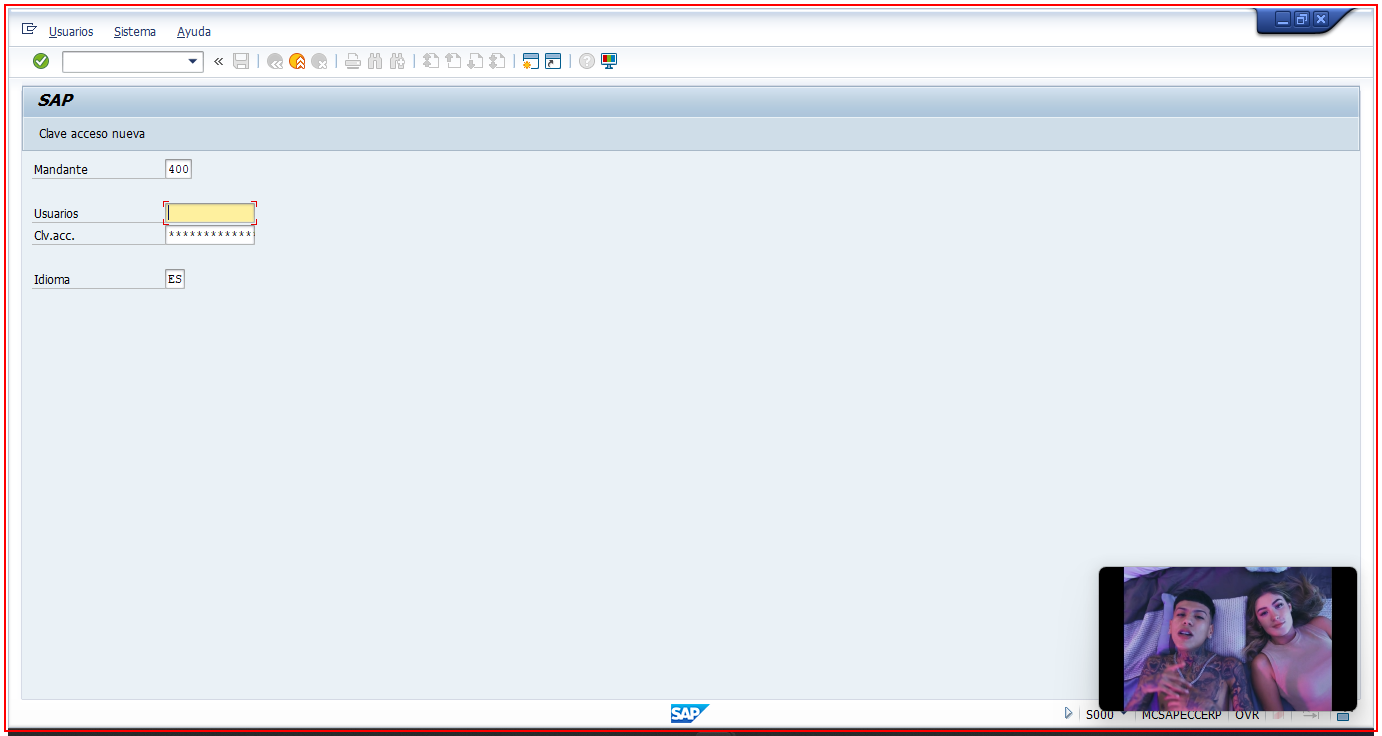 Usuarios Sistema Ayuda
SAP
Clave acceso nueva
Mandante 400
Usuarios
Clv.acc. *************
Idioma ES
SAP
S000 MCSAPECCERP OVR